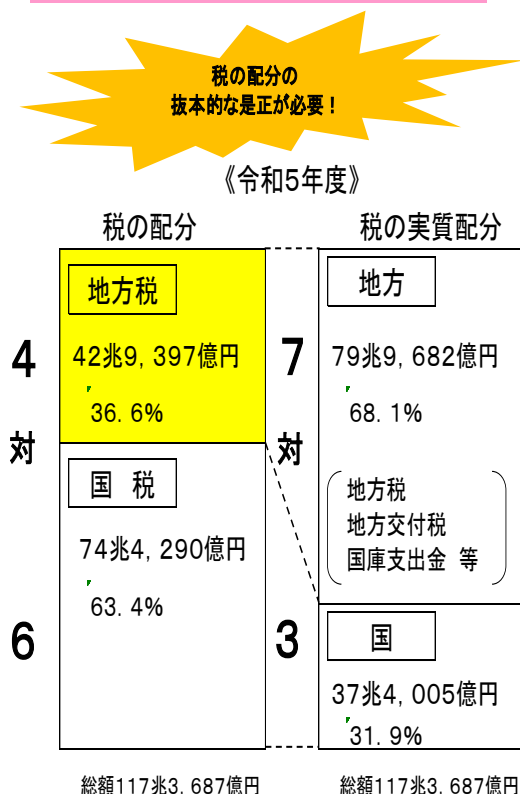 税の配分の
抜本的な是正が必要！
《令和5年度》
税の配分
地方税
42兆9,397億円
36.6%
国 税
74兆4,290億円
63.4%
4
対
6
総額117兆3,687億円
税の実質配分
地方
79兆9,682億円
68.1%
地方税
地方交付税
国庫支出金 等
国
37兆4,005億円
31.9%
7
対
3
総額117兆3,687億円